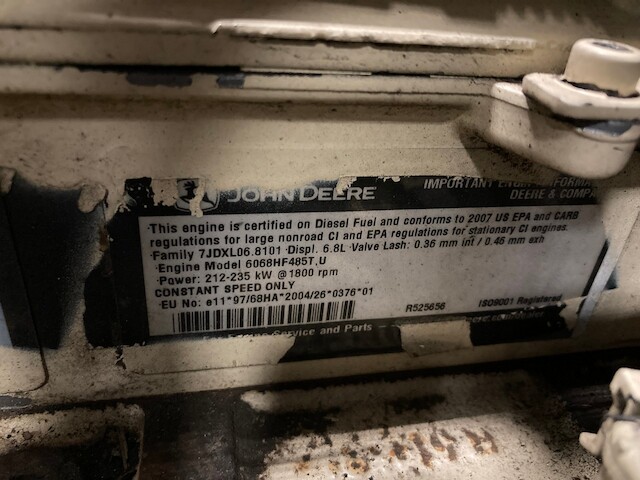 JOHN DEERE
IMPORTANT
DEERE & COMPA
•This engine is certified on Diesel Fuel and conforms to 2007 US EPA and CARB
regulations for large nonroad CI and EPA regulations for stationary CI engines.
•Family 7JDXL06.8101 •Displ. 6.8L •Valve Lash: 0.36 mm int / 0.46 mm exh
•Engine Model 6068HF485T,U
•Power: 212-235 kW @1800 rpm
CONSTANT SPEED ONLY
•EU No: e11*97/68HA*2004/26*0376*01
R525656
ISO9001 Registered
Service and Parts